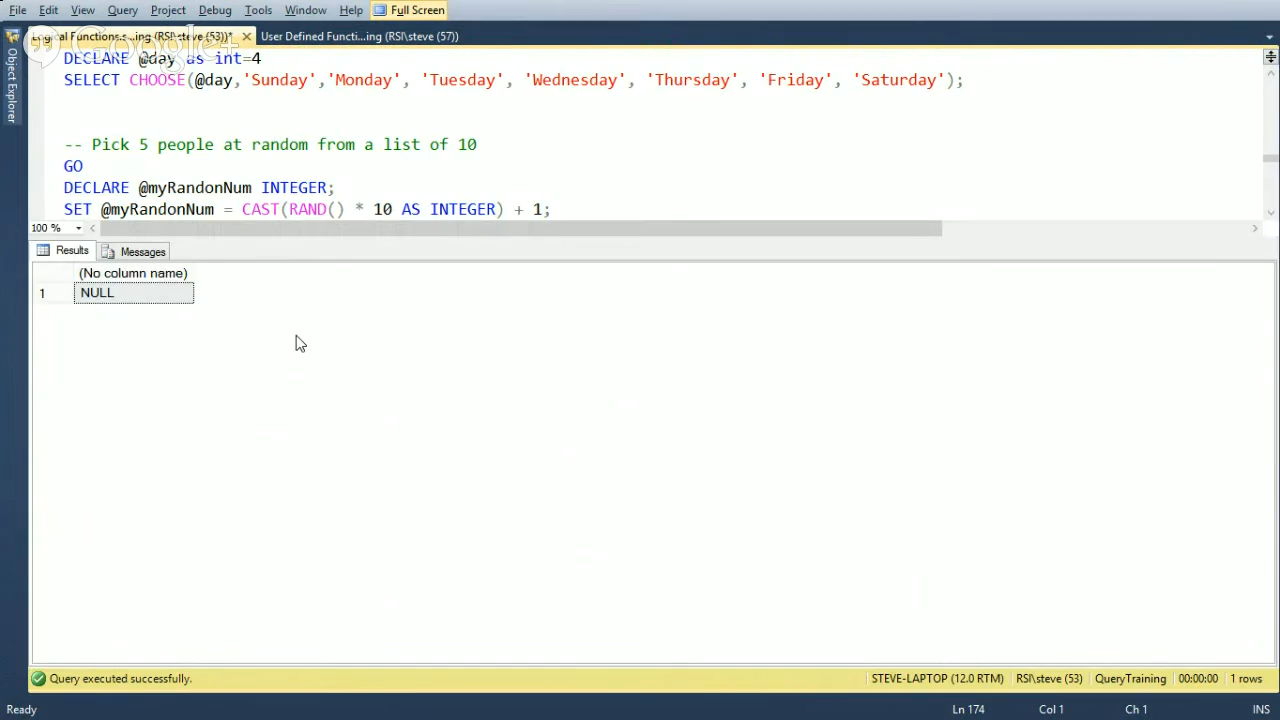 File Edit View Query Project Debug Tools Window Help Full Screen
Logical Functions.s...ing (RSI\steve (53))* User Defined Functi...ing (RSI\steve (57))
Google+
Object Explorer
DECLARE @day as int=4
SELECT CHOOSE(@day,'Sunday','Monday', 'Tuesday', 'Wednesday', 'Thursday', 'Friday', 'Saturday');
-- Pick 5 people at random from a list of 10
GO
DECLARE @myRandonNum INTEGER;
SET @myRandonNum = CAST(RAND() * 10 AS INTEGER) + 1;
100 %
Results Messages
(No column name)
1 NULL
Query executed successfully. STEVE-LAPTOP (12.0 RTM) RSI\steve (53) QueryTraining 00:00:00 1 rows
Ready Ln 174 Col 1 Ch 1 INS